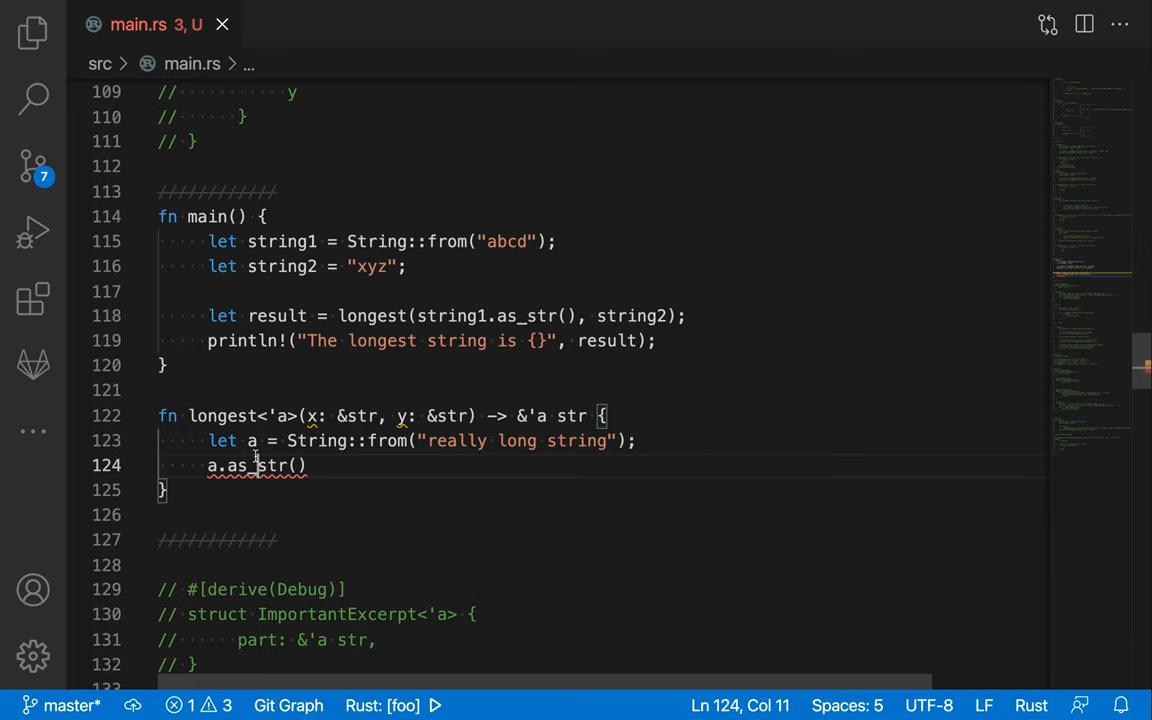 main.rs 3, U
src > main.rs > ...
109 // y
110 // }
111 // }
112
113 ////////////
114 fn main() {
115 let string1 = String::from("abcd");
116 let string2 = "xyz";
117
118 let result = longest(string1.as_str(), string2);
119 println!("The longest string is {}", result);
120 }
121
122 fn longest<'a>(x: &str, y: &str) -> &'a str {
123 let a = String::from("really long string");
124 a.as_str()
125 }
126
127 ////////////
128
129 // #[derive(Debug)]
130 // struct ImportantExcerpt<'a> {
131 // part: &'a str,
132 // }
133
7
master* 1 3 Git Graph Rust: [foo] Ln 124, Col 11 Spaces: 5 UTF-8 LF Rust